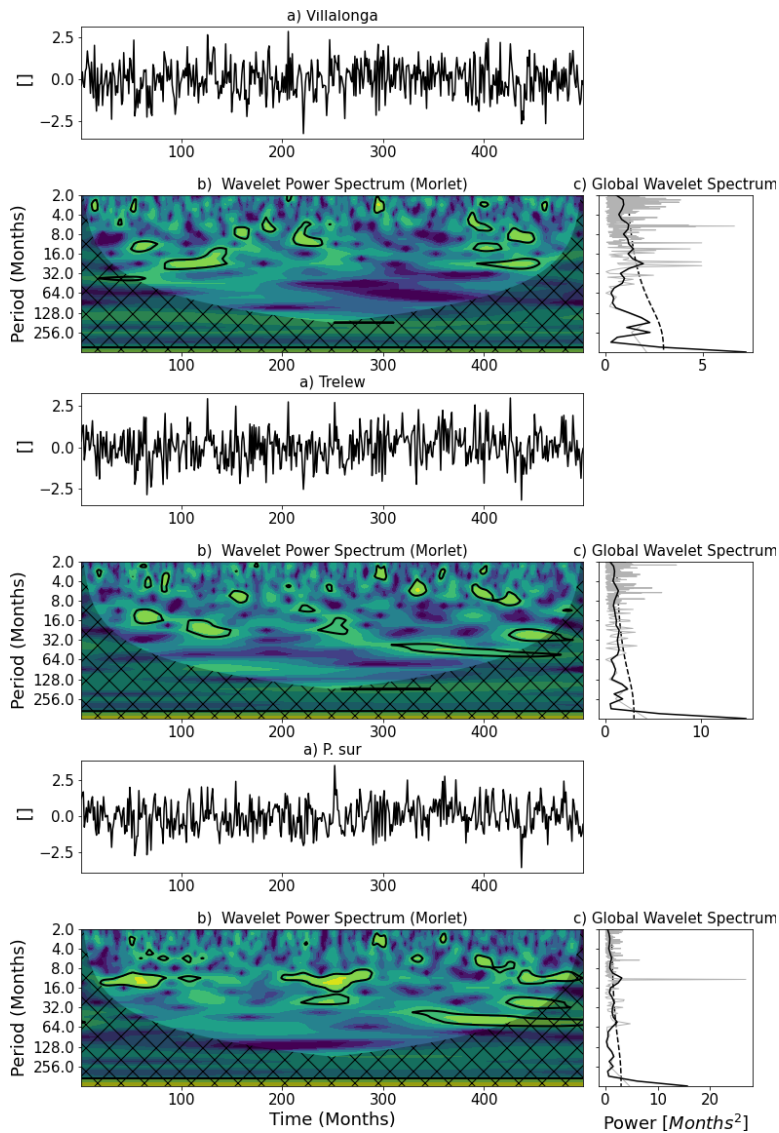 a) Villalonga
2.5
0.0
−2.5
[]
100 200 300 400
b)  Wavelet Power Spectrum (Morlet)
c) Global Wavelet Spectrum
Period (Months)
2.0
4.0
8.0
16.0
32.0
64.0
128.0
256.0
100 200 300 400
0 5
a) Trelew
2.5
0.0
−2.5
[]
100 200 300 400
b)  Wavelet Power Spectrum (Morlet)
c) Global Wavelet Spectrum
Period (Months)
2.0
4.0
8.0
16.0
32.0
64.0
128.0
256.0
100 200 300 400
0 10
a) P. sur
2.5
0.0
−2.5
[]
100 200 300 400
b)  Wavelet Power Spectrum (Morlet)
c) Global Wavelet Spectrum
Period (Months)
2.0
4.0
8.0
16.0
32.0
64.0
128.0
256.0
100 200 300 400
0 10 20
Time (Months)
Power [Months²]